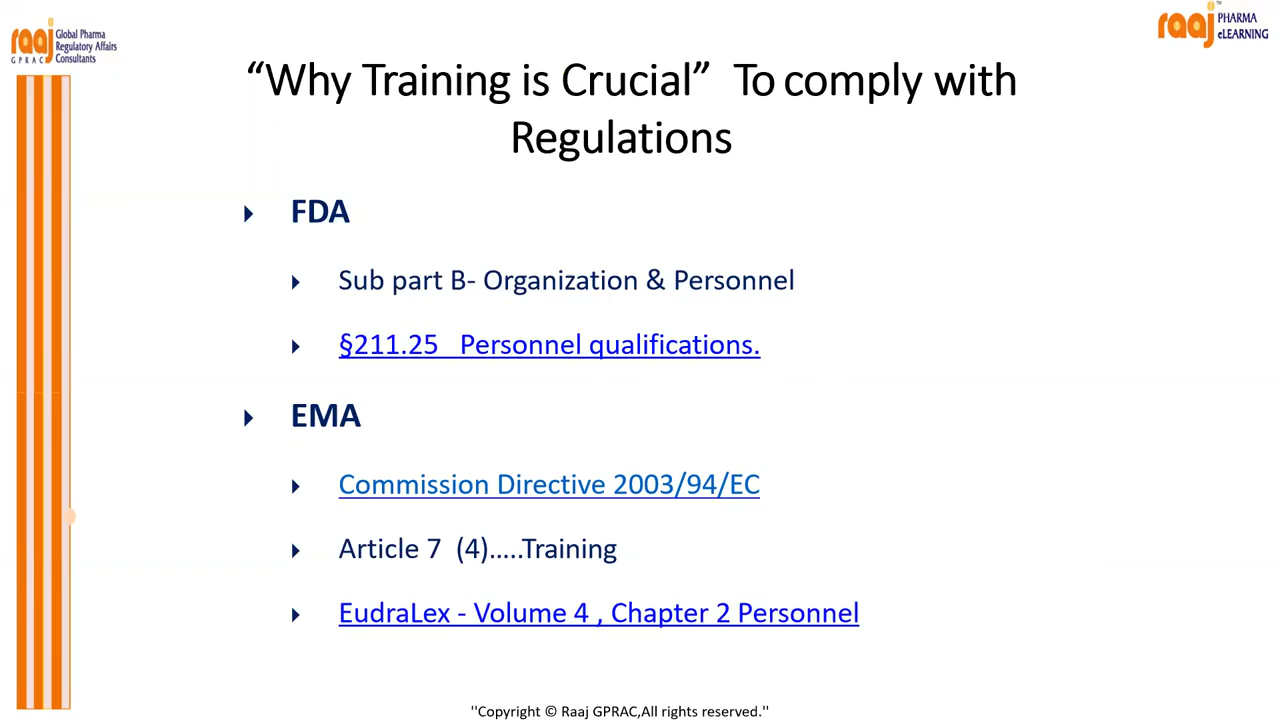 raaj Global Pharma
Regulatory Affairs
GPRAC Consultants
raaj PHARMA
™ eLEARNING
“Why Training is Crucial” To comply with
Regulations
FDA
Sub part B- Organization & Personnel
§211.25 Personnel qualifications.
EMA
Commission Directive 2003/94/EC
Article 7 (4).....Training
EudraLex - Volume 4 , Chapter 2 Personnel
''Copyright © Raaj GPRAC,All rights reserved.''